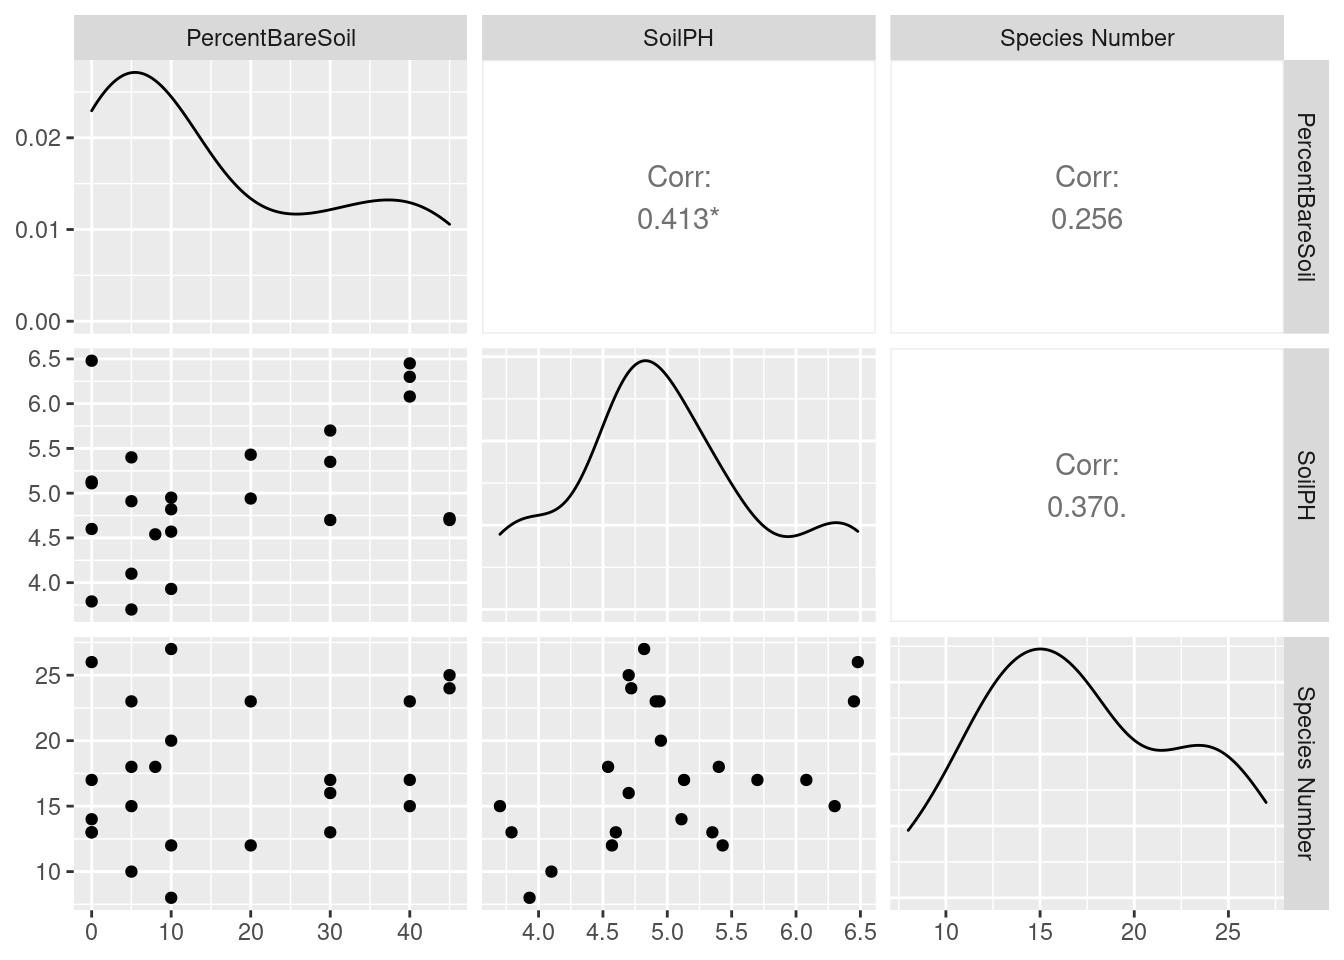 PercentBareSoil SoilPH Species Number
0.02
0.01
0.00
Corr:
0.413*
Corr:
0.256
PercentBareSoil
6.5
6.0
5.5
5.0
4.5
4.0
Corr:
0.370.
SoilPH
25
20
15
10
Species Number
0 10 20 30 40
4.0 4.5 5.0 5.5 6.0 6.5
10 15 20 25